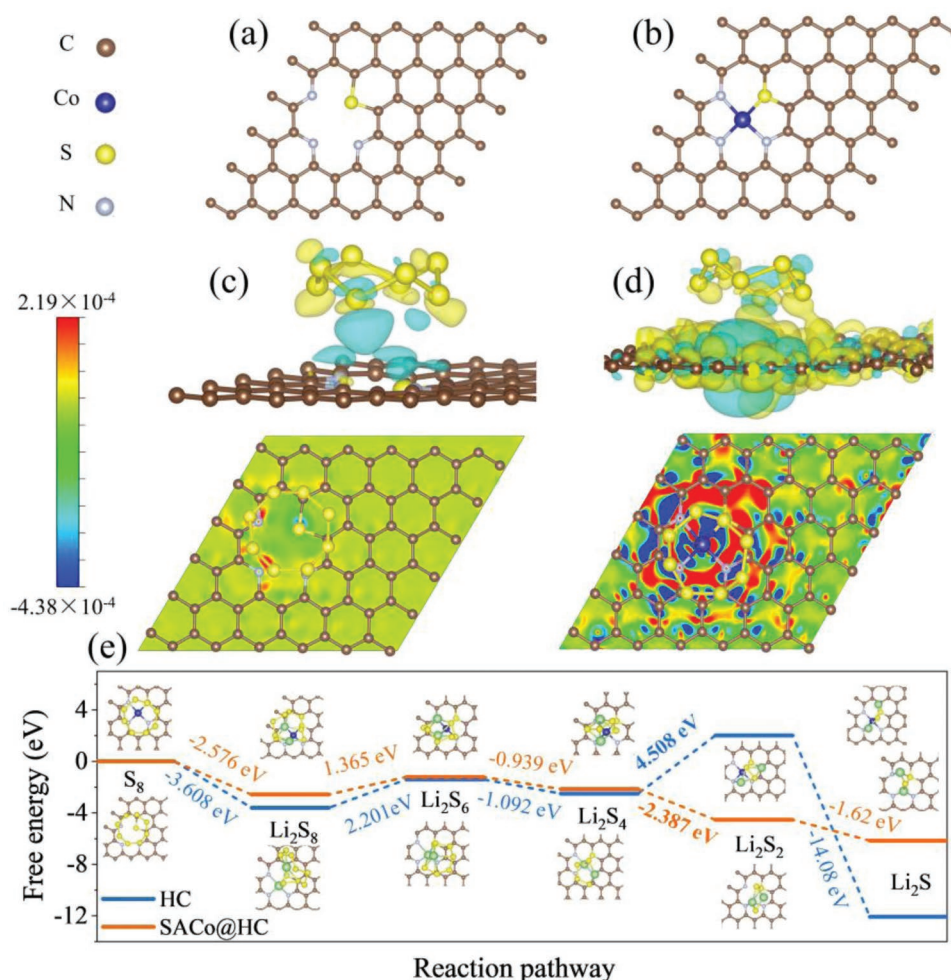 C
Co
S
N
(a)
(b)
2.19×10⁻⁴
-4.38×10⁻⁴
(c)
(d)
(e)
Free energy (eV)
4
0
-4
-8
-12
S₈
-2.576 eV
-3.608 eV
Li₂S₈
1.365 eV
2.201eV
Li₂S₆
-0.939 eV
-1.092 eV
Li₂S₄
4.508 eV
-2.387 eV
Li₂S₂
-1.62 eV
-14.08 eV
Li₂S
HC
SACo@HC
Reaction pathway